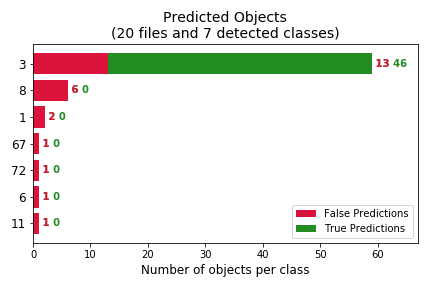 Predicted Objects
(20 files and 7 detected classes)
3 13 46
8 6 0
1 2 0
67 1 0
72 1 0
6 1 0
11 1 0
False Predictions
True Predictions
0 10 20 30 40 50 60
Number of objects per class